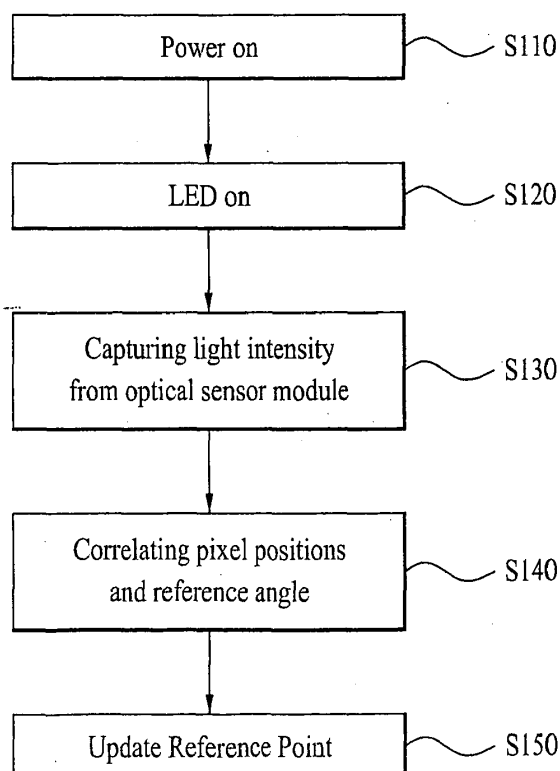 Power on
S110
LED on
S120
Capturing light intensity
from optical sensor module
S130
Correlating pixel positions
and reference angle
S140
Update Reference Point
S150